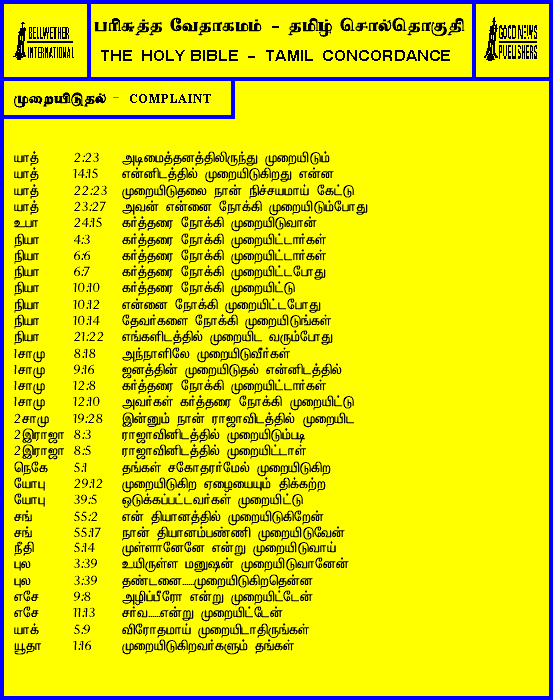 BELLWETHER
INTERNATIONAL
பரிசுத்த வேதாகமம் - தமிழ் சொல்தொகுதி
THE HOLY BIBLE - TAMIL CONCORDANCE
GOOD NEWS
PUBLISHERS
முறையிடுதல் - COMPLAINT
யாத் 2:23 அடிமைத்தனத்திலிருந்து முறையிடும்
யாத் 14:15 என்னிடத்தில் முறையிடுகிறது என்ன
யாத் 22:23 முறையிடுதலை நான் நிச்சயமாய் கேட்டு
யாத் 23:27 அவன் என்னை நோக்கி முறையிடும்போது
உபா 24:15 கர்த்தரை நோக்கி முறையிடுவான்
நியா 4:3 கர்த்தரை நோக்கி முறையிட்டார்கள்
நியா 6:6 கர்த்தரை நோக்கி முறையிட்டார்கள்
நியா 6:7 கர்த்தரை நோக்கி முறையிட்டபோது
நியா 10:10 கர்த்தரை நோக்கி முறையிட்டு
நியா 10:12 என்னை நோக்கி முறையிட்டபோது
நியா 10:14 தேவர்களை நோக்கி முறையிடுங்கள்
நியா 21:22 எங்களிடத்தில் முறையிட வரும்போது
1சாமு 8:18 அந்நாளிலே முறையிடுவீர்கள்
1சாமு 9:16 ஜனத்தின் முறையிடுதல் என்னிடத்தில்
1சாமு 12:8 கர்த்தரை நோக்கி முறையிட்டார்கள்
1சாமு 12:10 அவர்கள் கர்த்தரை நோக்கி முறையிட்டு
2சாமு 19:28 இன்னும் நான் ராஜாவிடத்தில் முறையிட
2இராஜா 8:3 ராஜாவினிடத்தில் முறையிடும்படி
2இராஜா 8:5 ராஜாவினிடத்தில் முறையிட்டாள்
நெகே 5:1 தங்கள் சகோதரர்மேல் முறையிடுகிற
யோபு 29:12 முறையிடுகிற ஏழையையும் திக்கற்ற
யோபு 39:5 ஒடுக்கப்பட்டவர்கள் முறையிட்டு
சங் 55:2 என் தியானத்தில் முறையிடுகிறேன்
சங் 55:17 நான் தியானம்பண்ணி முறையிடுவேன்
நீதி 5:14 முள்ளானேனே என்று முறையிடுவாய்
புல 3:39 உயிருள்ள மனுஷன் முறையிடுவானேன்
புல 3:39 தண்டனை.....முறையிடுகிறதென்ன
எசே 9:8 அழிப்பீரோ என்று முறையிட்டேன்
எசே 11:13 சர்வ.....என்று முறையிட்டேன்
யாக் 5:9 விரோதமாய் முறையிடாதிருங்கள்
யூதா 1:16 முறையிடுகிறவர்களும் தங்கள்